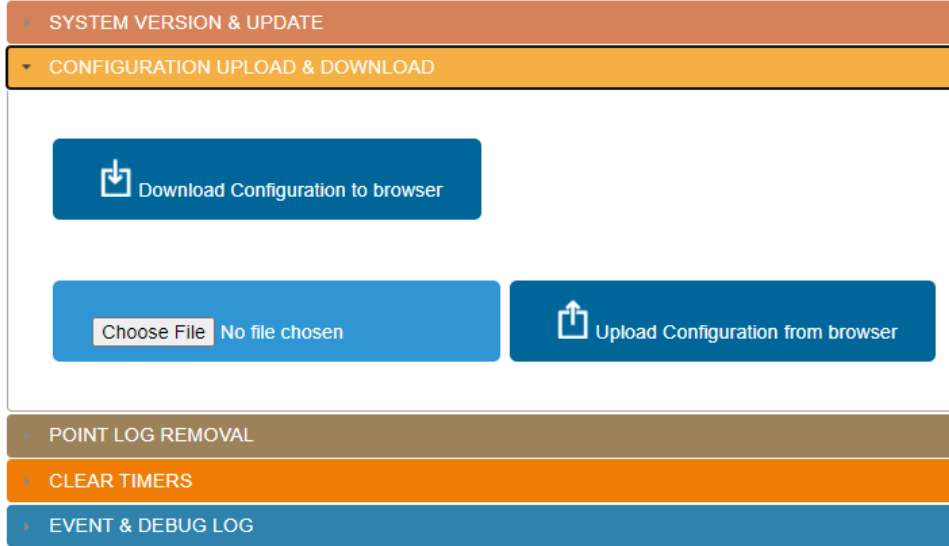 SYSTEM VERSION & UPDATE
CONFIGURATION UPLOAD & DOWNLOAD
Download Configuration to browser
Choose File No file chosen
Upload Configuration from browser
POINT LOG REMOVAL
CLEAR TIMERS
EVENT & DEBUG LOG